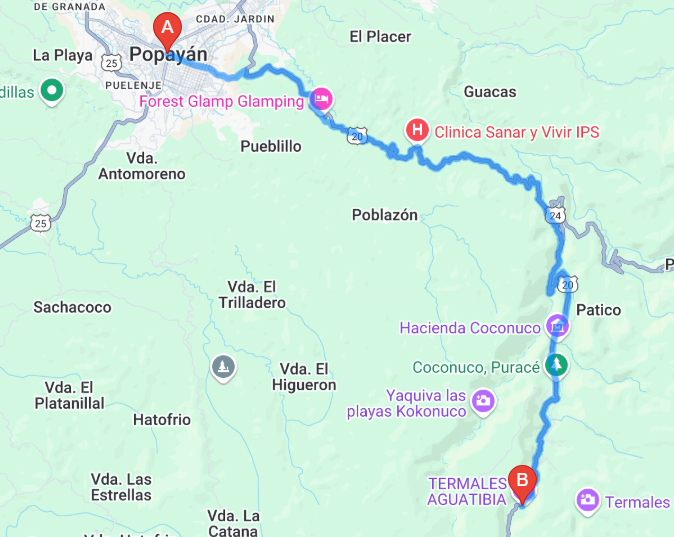 DE GRANADA
CDAD. JARDIN
A
El Placer
La Playa
Popayán
25
dillas
PUELENJE
Forest Glamp Glamping
Guacas
H
Clinica Sanar y Vivir IPS
20
Pueblillo
Vda.
Antomoreno
25
Poblazón
24
P
Vda. El
Trilladero
20
Sachacoco
Patico
Hacienda Coconuco
Coconuco, Puracé
Vda. El
Higueron
Vda. El
Platanillal
Yaquiva las
playas Kokonuco
Hatofrio
Vda. Las
Estrellas
TERMALES
AGUATIBIA
B
Termales
Vda. La
Catana